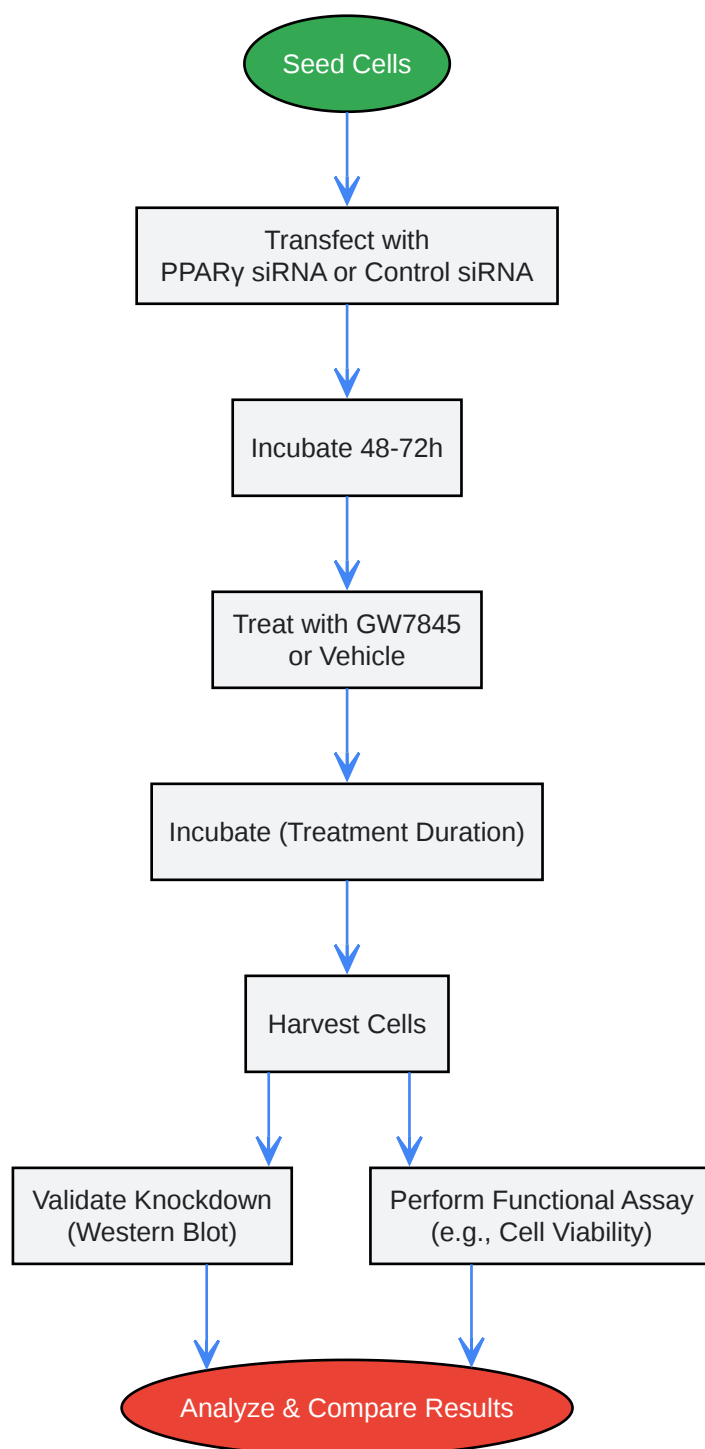 Seed Cells
Transfect with
PPARγ siRNA or Control siRNA
Incubate 48-72h
Treat with GW7845
or Vehicle
Incubate (Treatment Duration)
Harvest Cells
Validate Knockdown
(Western Blot)
Perform Functional Assay
(e.g., Cell Viability)
Analyze & Compare Results